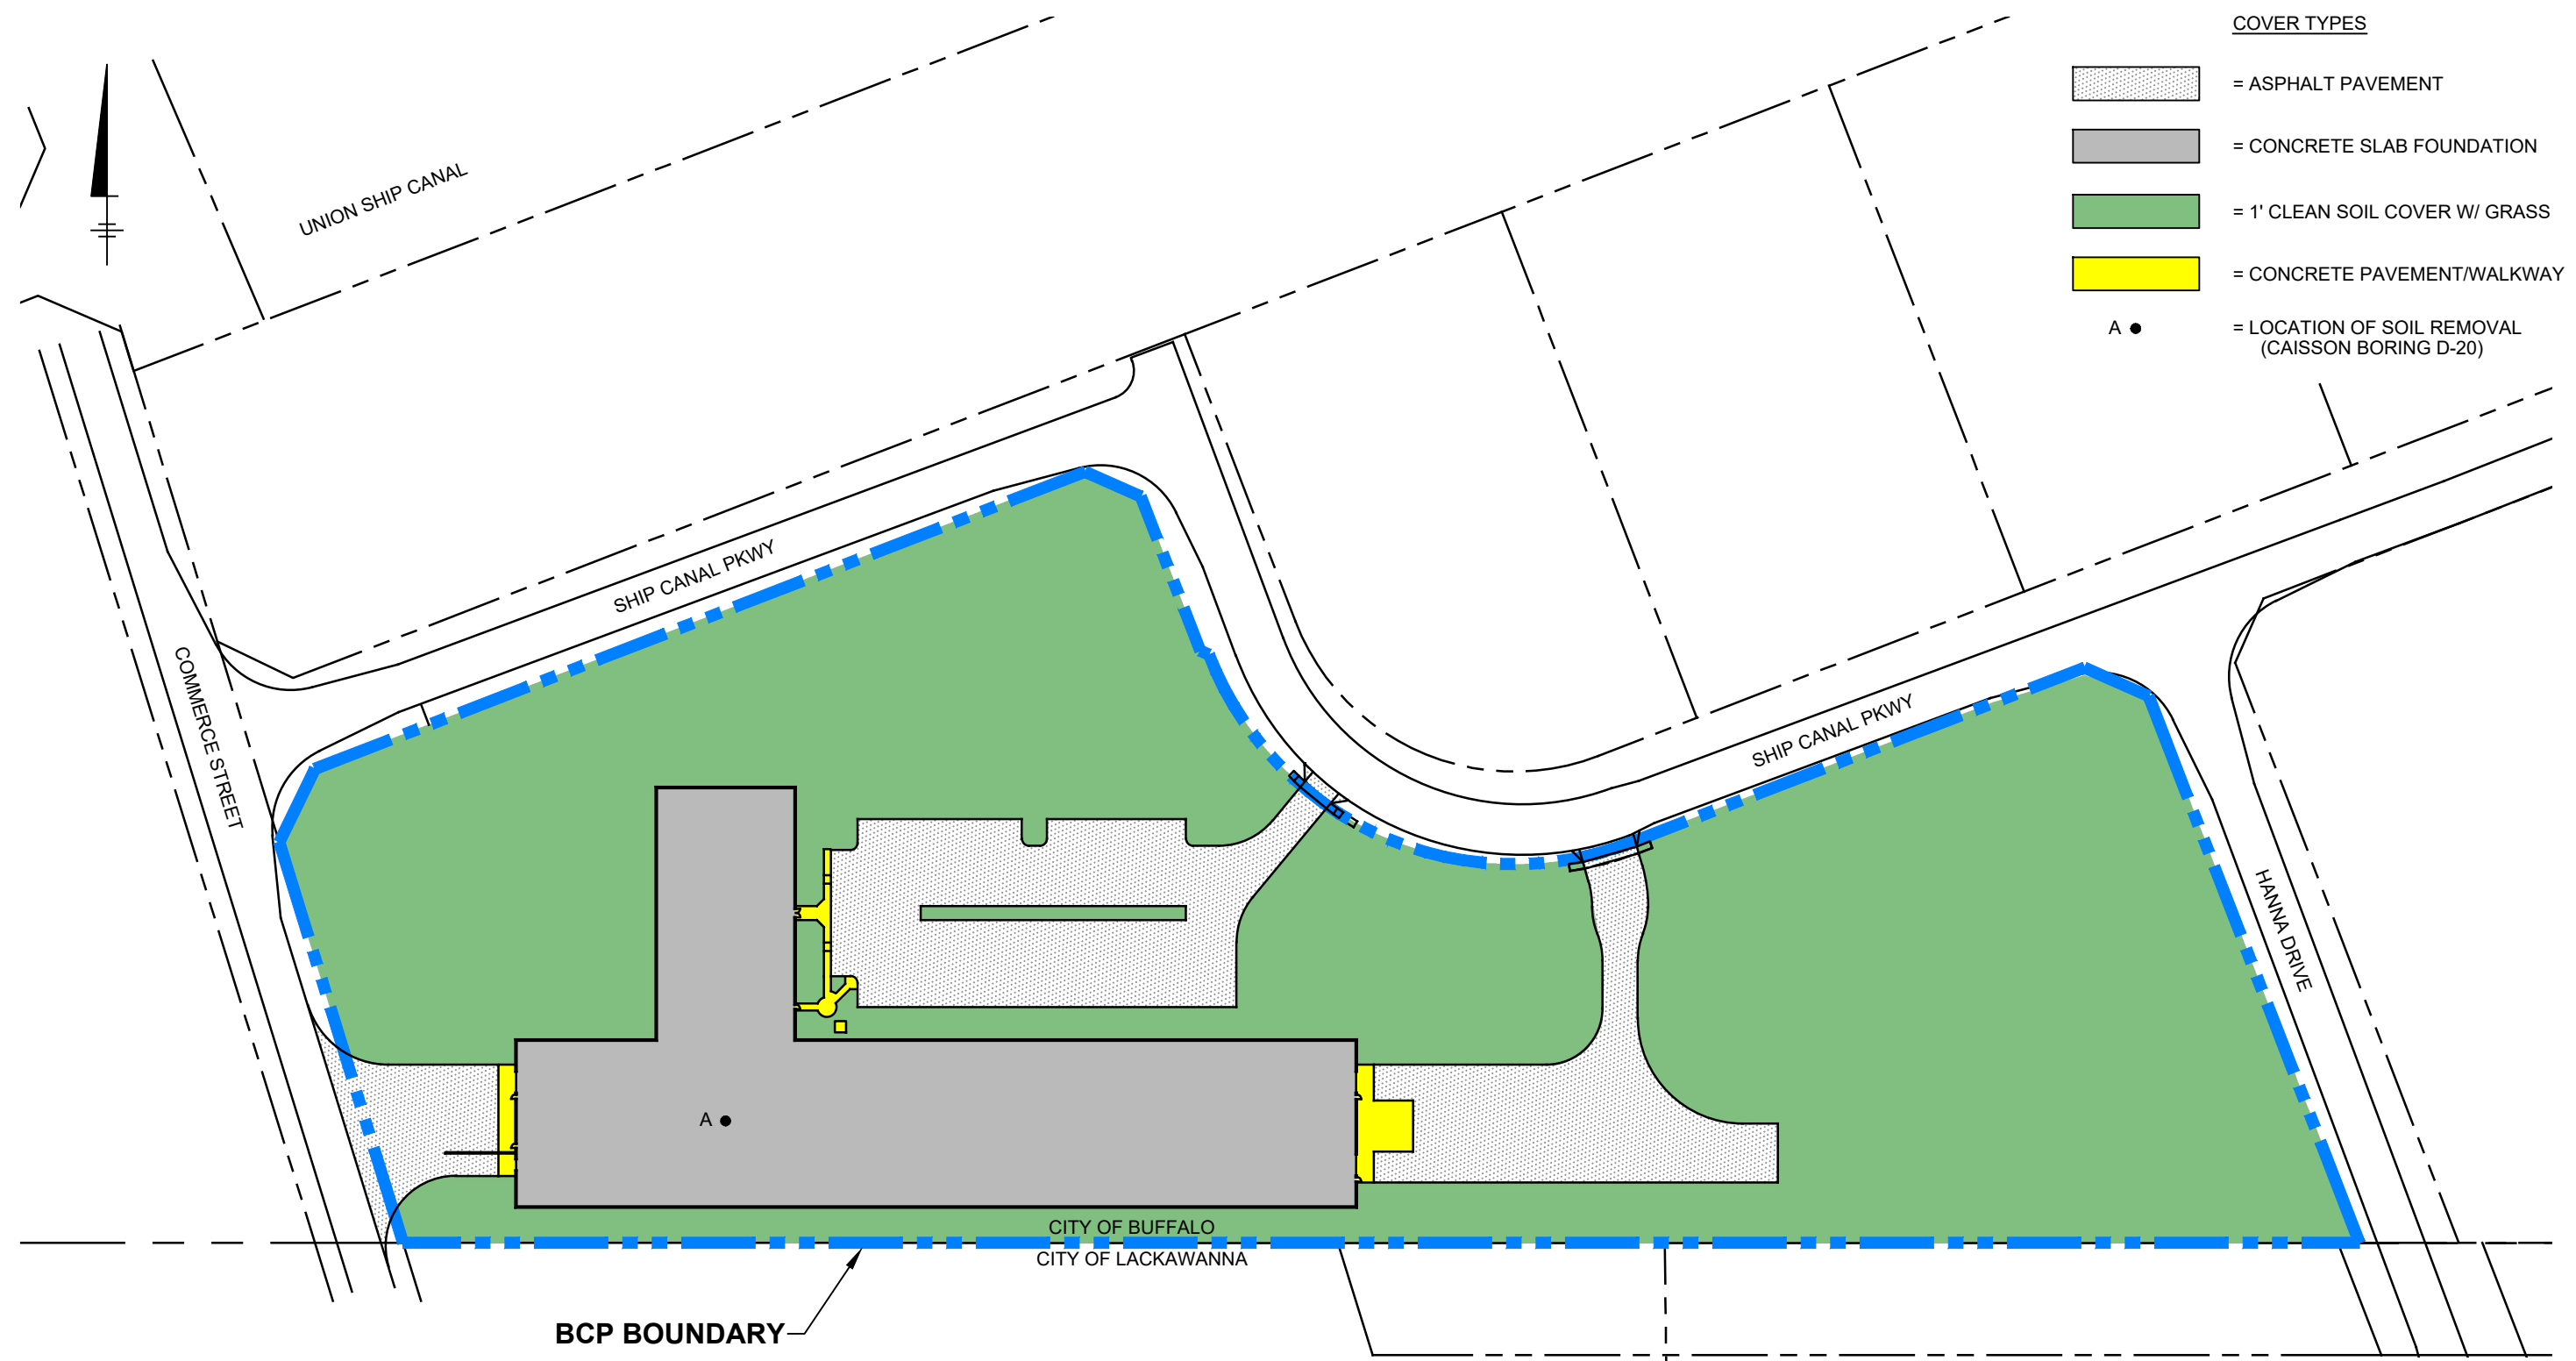 COVER TYPES
= ASPHALT PAVEMENT
= CONCRETE SLAB FOUNDATION
= 1' CLEAN SOIL COVER W/ GRASS
= CONCRETE PAVEMENT/WALKWAY
A ● = LOCATION OF SOIL REMOVAL
(CAISSON BORING D-20)
UNION SHIP CANAL
SHIP CANAL PKWY
COMMERCE STREET
SHIP CANAL PKWY
HANNA DRIVE
A ●
CITY OF BUFFALO
CITY OF LACKAWANNA
BCP BOUNDARY